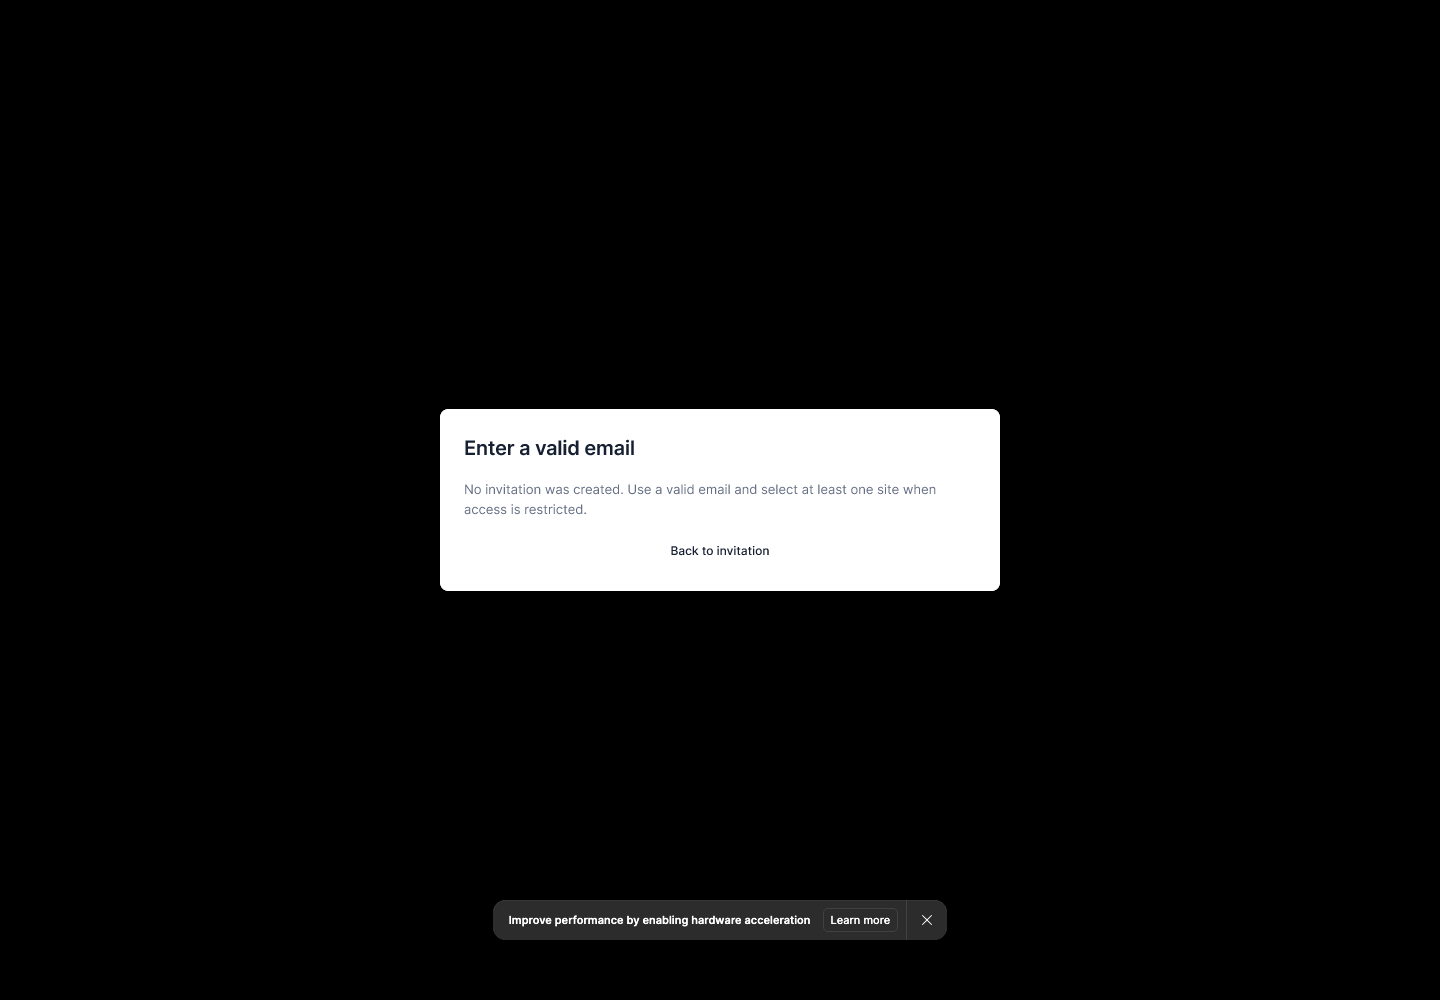 Enter a valid email
No invitation was created. Use a valid email and select at least one site when
access is restricted.
Back to invitation
Improve performance by enabling hardware acceleration
Learn more